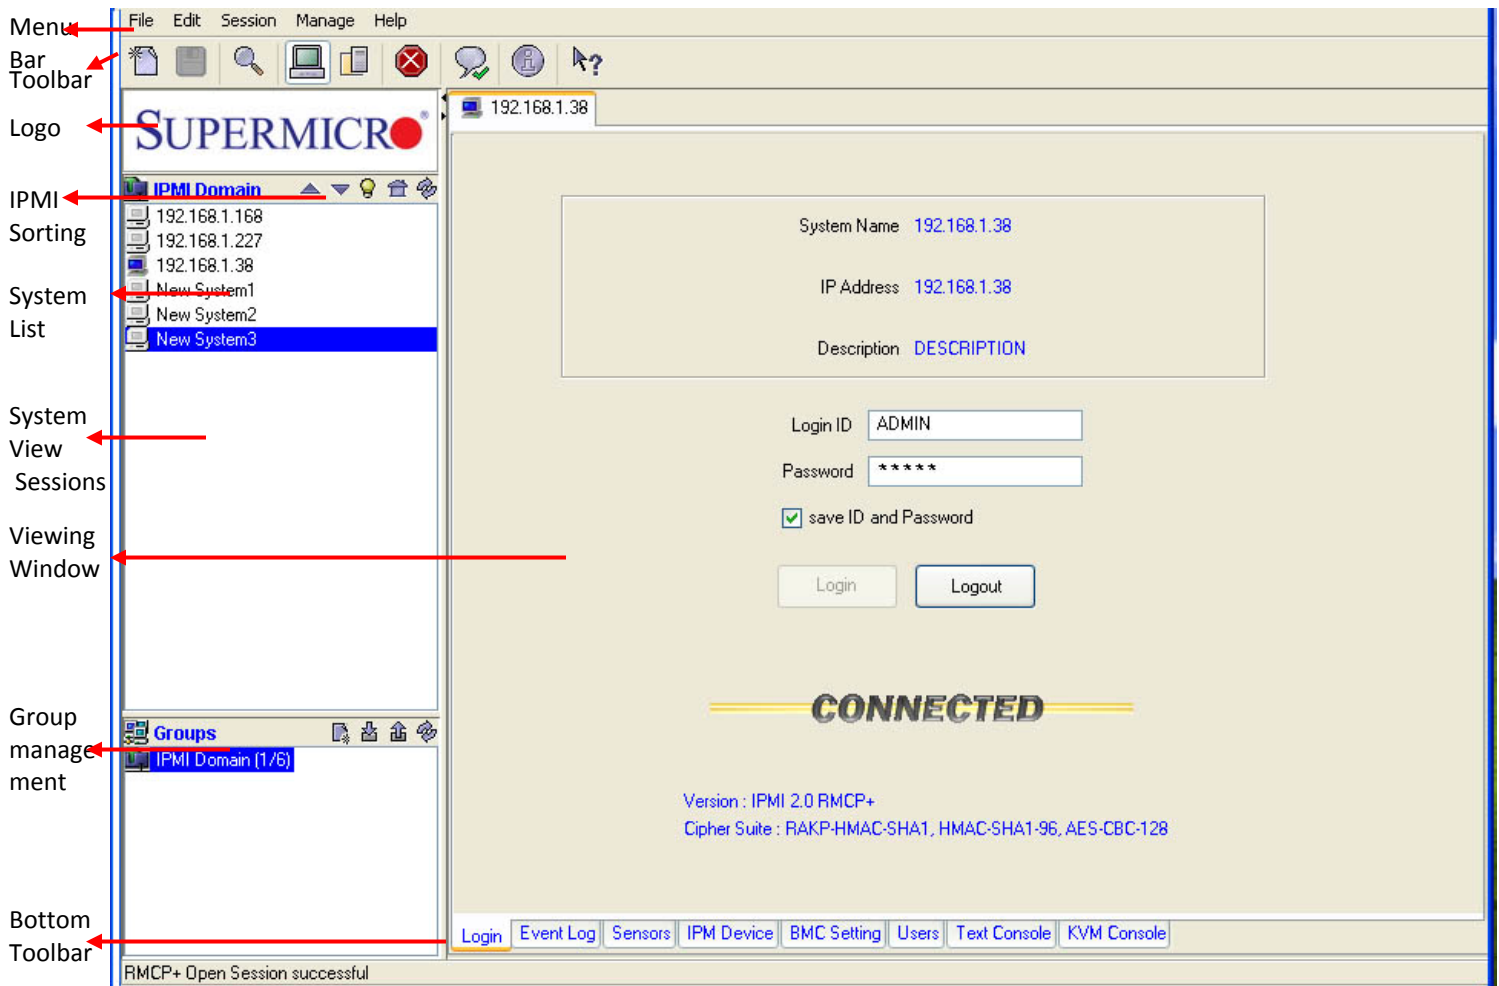 Menu
Bar
Toolbar
Logo
IPMI
Sorting
System
List
System
View
Sessions
Viewing
Window
Group
manage
ment
Bottom
Toolbar
File Edit Session Manage Help
SUPERMICRO®
IPMI Domain
192.168.1.168
192.168.1.227
192.168.1.38
New System1
New System2
New System3
Groups
IPMI Domain (1/6)
192.168.1.38
System Name 192.168.1.38
IP Address 192.168.1.38
Description DESCRIPTION
Login ID ADMIN
Password *****
save ID and Password
Login Logout
CONNECTED
Version : IPMI 2.0 RMCP+
Cipher Suite : RAKP-HMAC-SHA1, HMAC-SHA1-96, AES-CBC-128
Login Event Log Sensors IPM Device BMC Setting Users Text Console KVM Console
RMCP+ Open Session successful